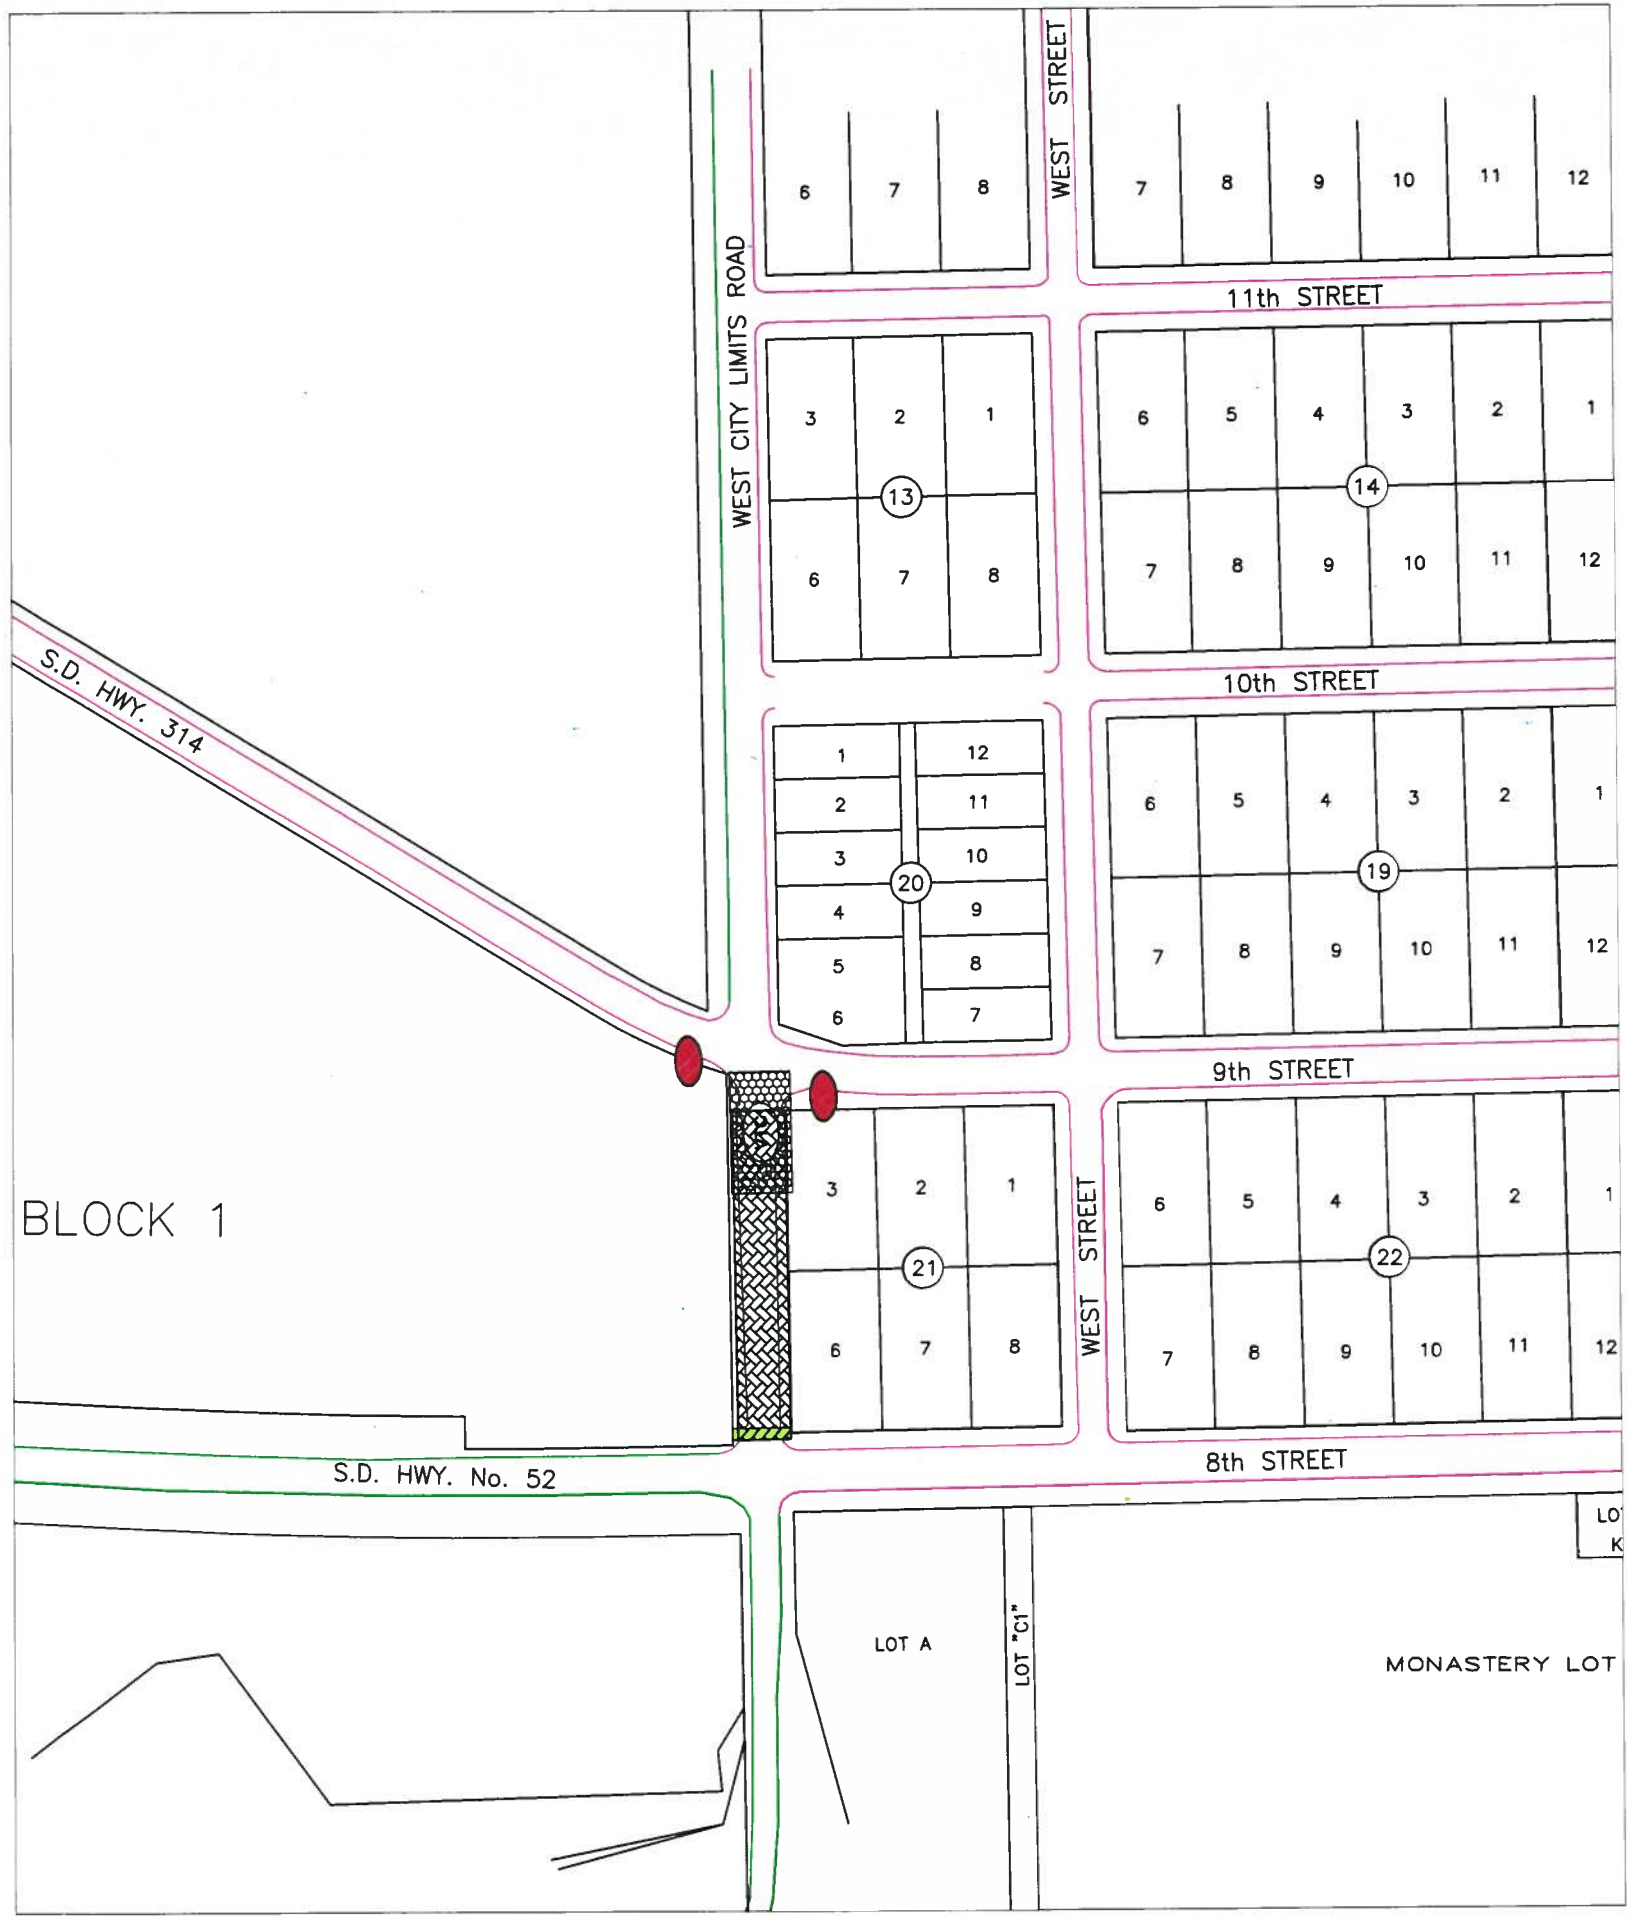 WEST STREET
6 7 8
7 8 9 10 11 12
WEST CITY LIMITS ROAD
11th STREET
3 2 1
6 5 4 3 2 1
13
14
6 7 8
7 8 9 10 11 12
S.D. HWY. 314
10th STREET
1 12
2 11
3 10
20
4 9
5 8
6 7
6 5 4 3 2 1
19
7 8 9 10 11 12
9th STREET
BLOCK 1
3 2 1
21
6 7 8
WEST STREET
6 5 4 3 2 1
22
7 8 9 10 11 12
S.D. HWY. No. 52
8th STREET
LOT A
LOT "C1"
MONASTERY LOT
K